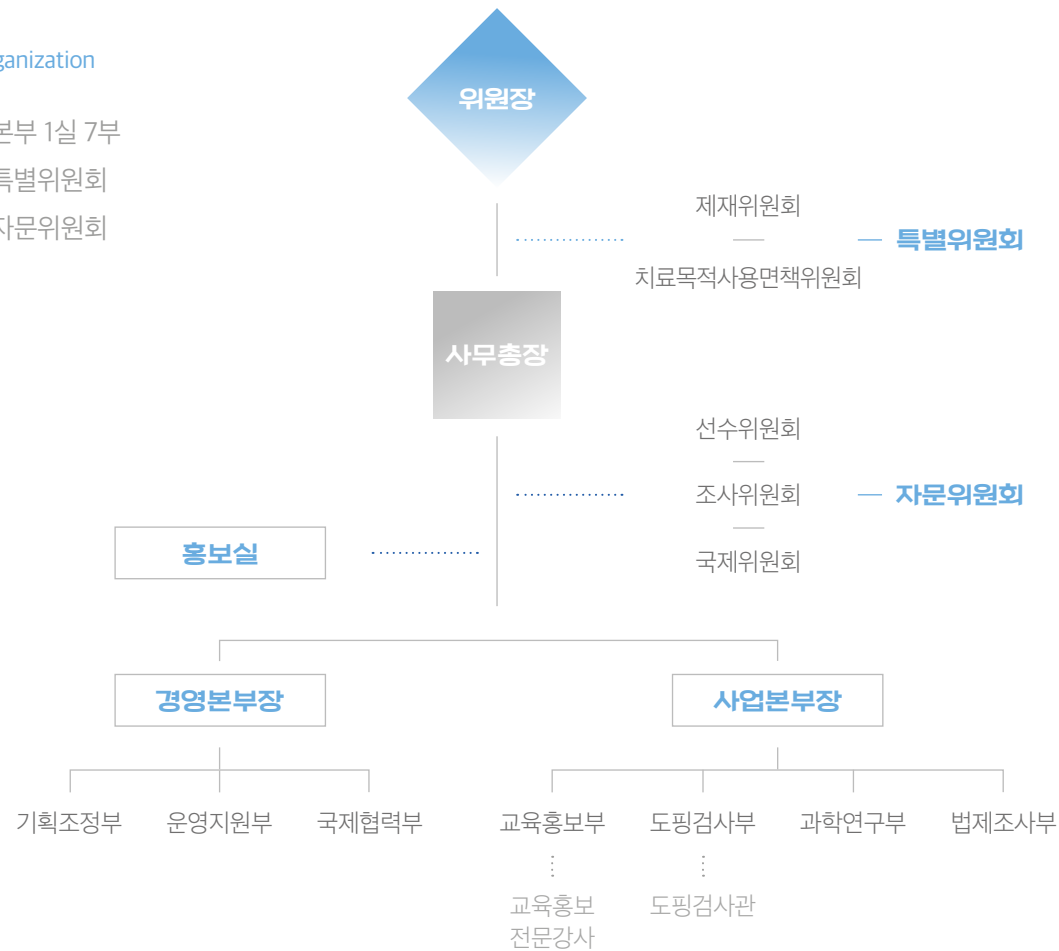 ganization
본부 1실 7부
특별위원회
자문위원회
위원장
제재위원회
특별위원회
치료목적사용면책위원회
사무총장
선수위원회
조사위원회
자문위원회
국제위원회
홍보실
경영본부장
사업본부장
기획조정부 운영지원부 국제협력부 교육홍보부 도핑검사부 과학연구부 법제조사부
교육홍보 도핑검사관
전문강사